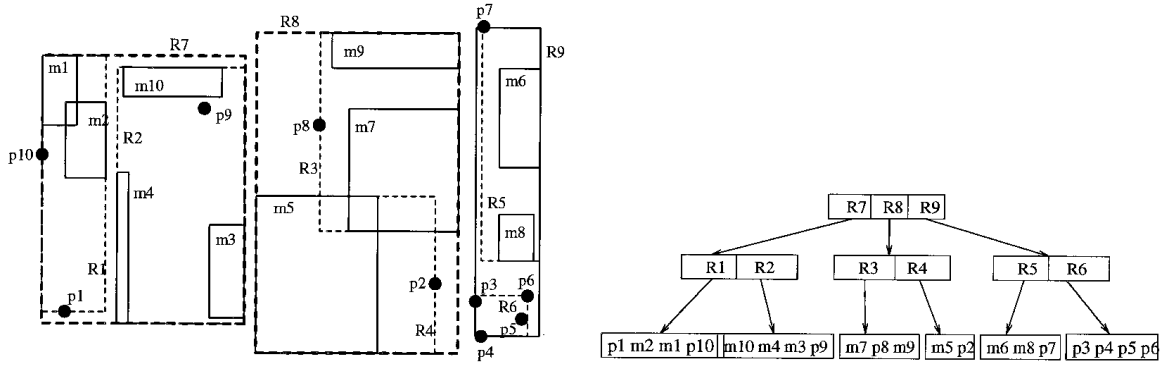 p7
R8
R7
R9
m9
m1
m6
m10
p9
m2
p8
m7
R2
p10
R3
m4
m5
R5
m8
m3
R1
p2
p1
p3
p6
R6
p5
R4
p4
R7 R8 R9
R1 R2
R3 R4
R5 R6
p1 m2 m1 p10
m10 m4 m3 p9
m7 p8 m9
m5 p2
m6 m8 p7
p3 p4 p5 p6